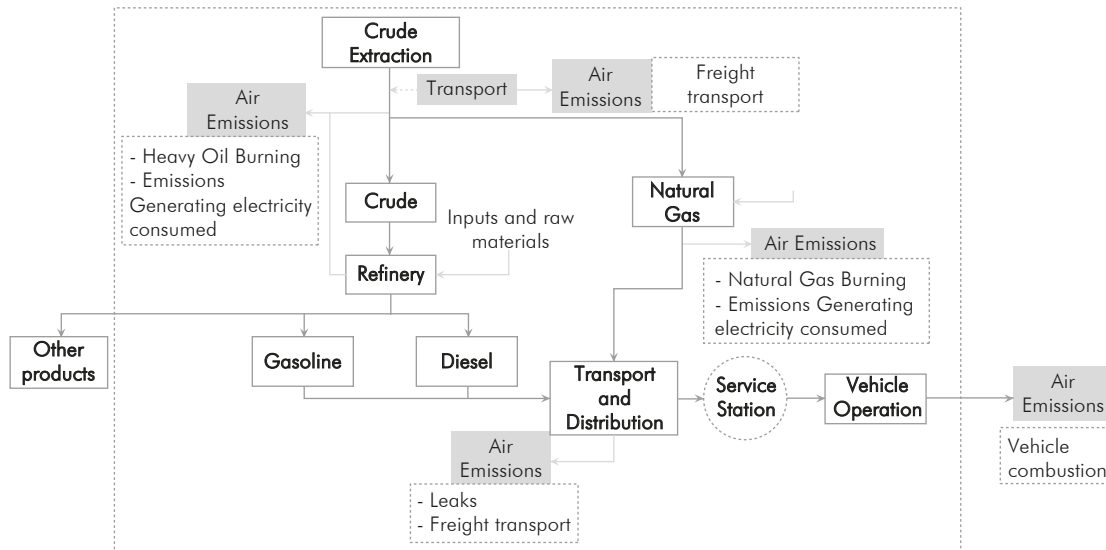 Crude
Extraction
Transport
Air
Emissions
Freight
transport
Air
Emissions
- Heavy Oil Burning
- Emissions
Generating electricity
consumed
Crude
Natural
Gas
Inputs and raw
materials
Refinery
Air Emissions
- Natural Gas Burning
- Emissions Generating
electricity consumed
Other
products
Gasoline
Diesel
Transport
and
Distribution
Service
Station
Vehicle
Operation
Air
Emissions
Vehicle
combustion
Air
Emissions
- Leaks
- Freight transport